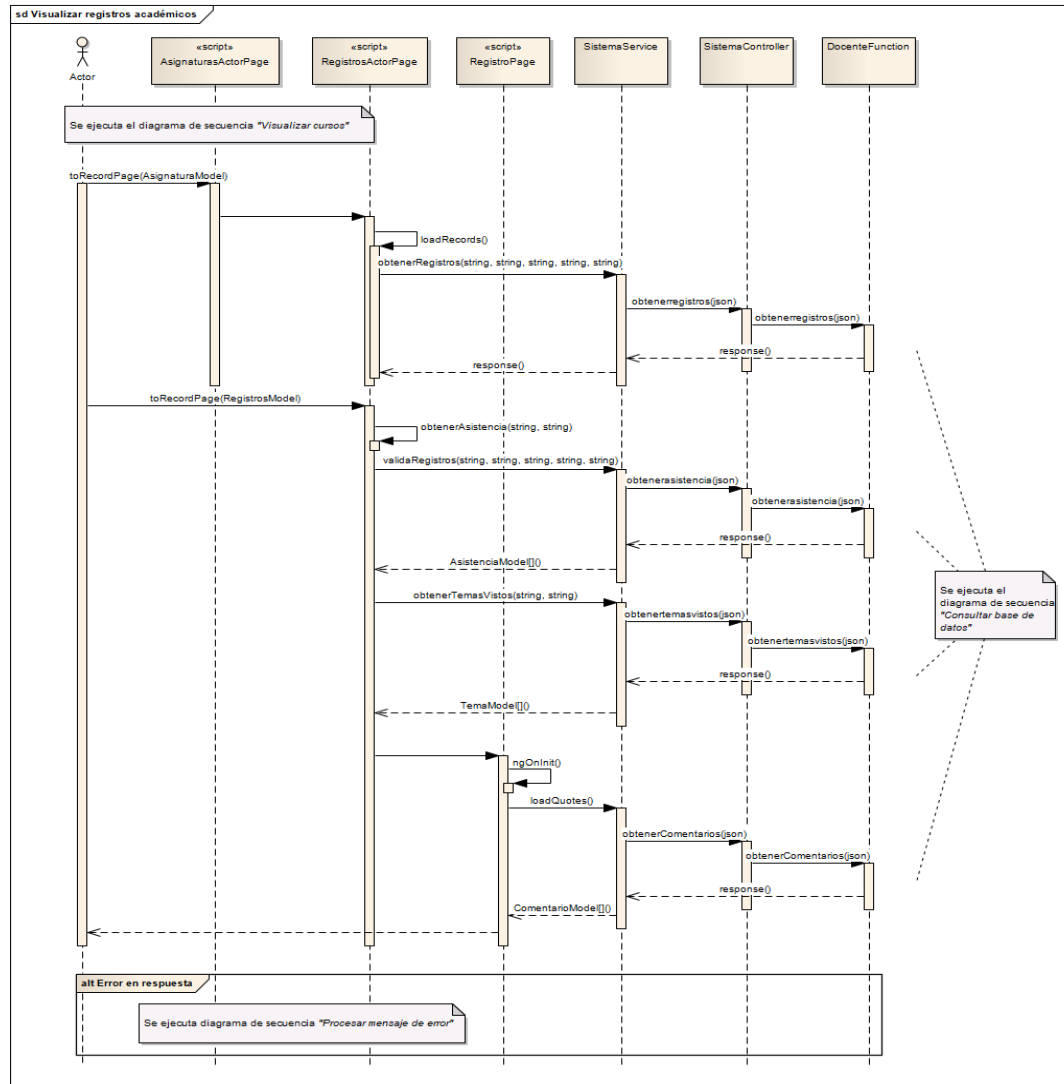 sd Visualizar registros académicos
Actor
«script»
AsignaturasActorPage
«script»
RegistrosActorPage
«script»
RegistroPage
SistemaService
SistemaController
DocenteFunction
Se ejecuta el diagrama de secuencia "Visualizar cursos"
toRecordPage(AsignaturaModel)
loadRecords()
obtenerRegistros(string, string, string, string, string)
obtenerregistros(json)
obtenerregistros(json)
response()
response()
toRecordPage(RegistrosModel)
obtenerAsistencia(string, string)
validaRegistros(string, string, string, string, string)
obtenerasistencia(json)
obtenerasistencia(json)
response()
AsistenciaModel[]()
Se ejecuta el
diagrama de secuencia
"Consultar base de
datos"
obtenerTemasVistos(string, string)
obtenertemasvistos(json)
obtenertemasvistos(json)
response()
TemaModel[]()
ngOnInit()
loadQuotes()
obtenerComentarios(json)
obtenerComentarios(json)
response()
ComentarioModel[]()
alt Error en respuesta
Se ejecuta diagrama de secuencia "Procesar mensaje de error"